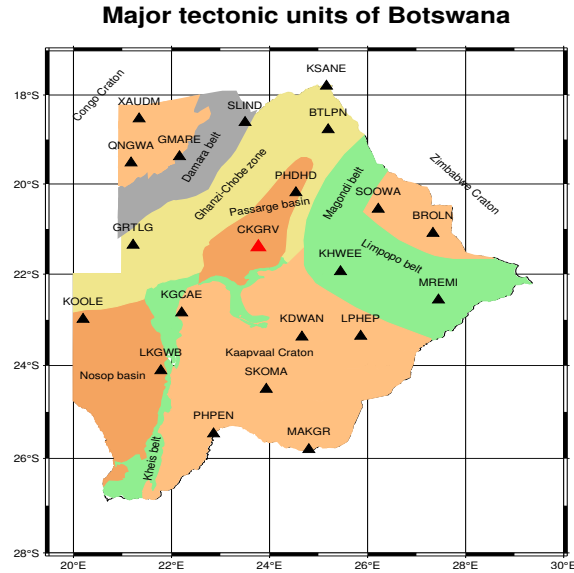 Major tectonic units of Botswana
KSANE
18°S
Congo Craton
XAUDM
SLIND
BTLPN
QNGWA
GMARE
Damara belt
Ghanzi-Chobe zone
Zimbabwe Craton
PHDHD
Magondi belt
20°S
SOOWA
Passarge basin
BROLN
GRTLG
CKGRV
KHWEE
Limpopo belt
22°S
MREMI
KOOLE
KGCAE
KDWAN
LPHEP
LKGWB
Kaapvaal Craton
24°S
Nosop basin
SKOMA
PHPEN
MAKGR
26°S
Kheis belt
28°S
20°E
22°E
24°E
26°E
28°E
30°E